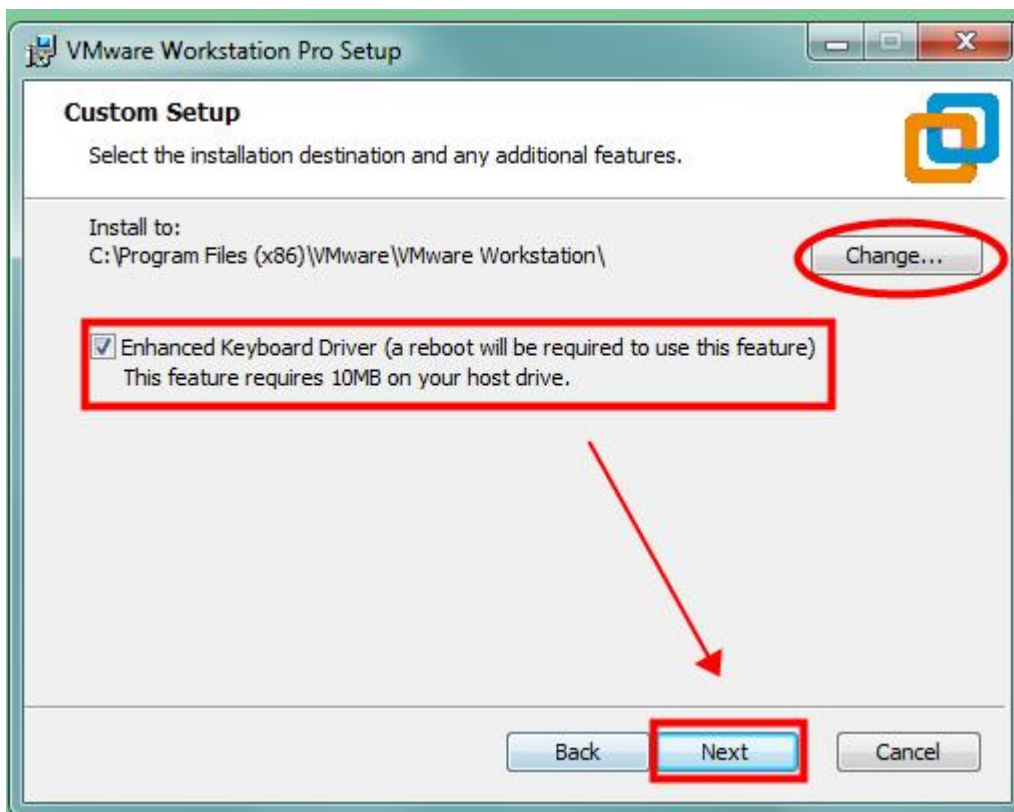 VMware Workstation Pro Setup
Custom Setup
Select the installation destination and any additional features.
Install to:
C:\Program Files (x86)\VMware\VMware Workstation\
Change...
Enhanced Keyboard Driver (a reboot will be required to use this feature)
This feature requires 10MB on your host drive.
Back
Next
Cancel